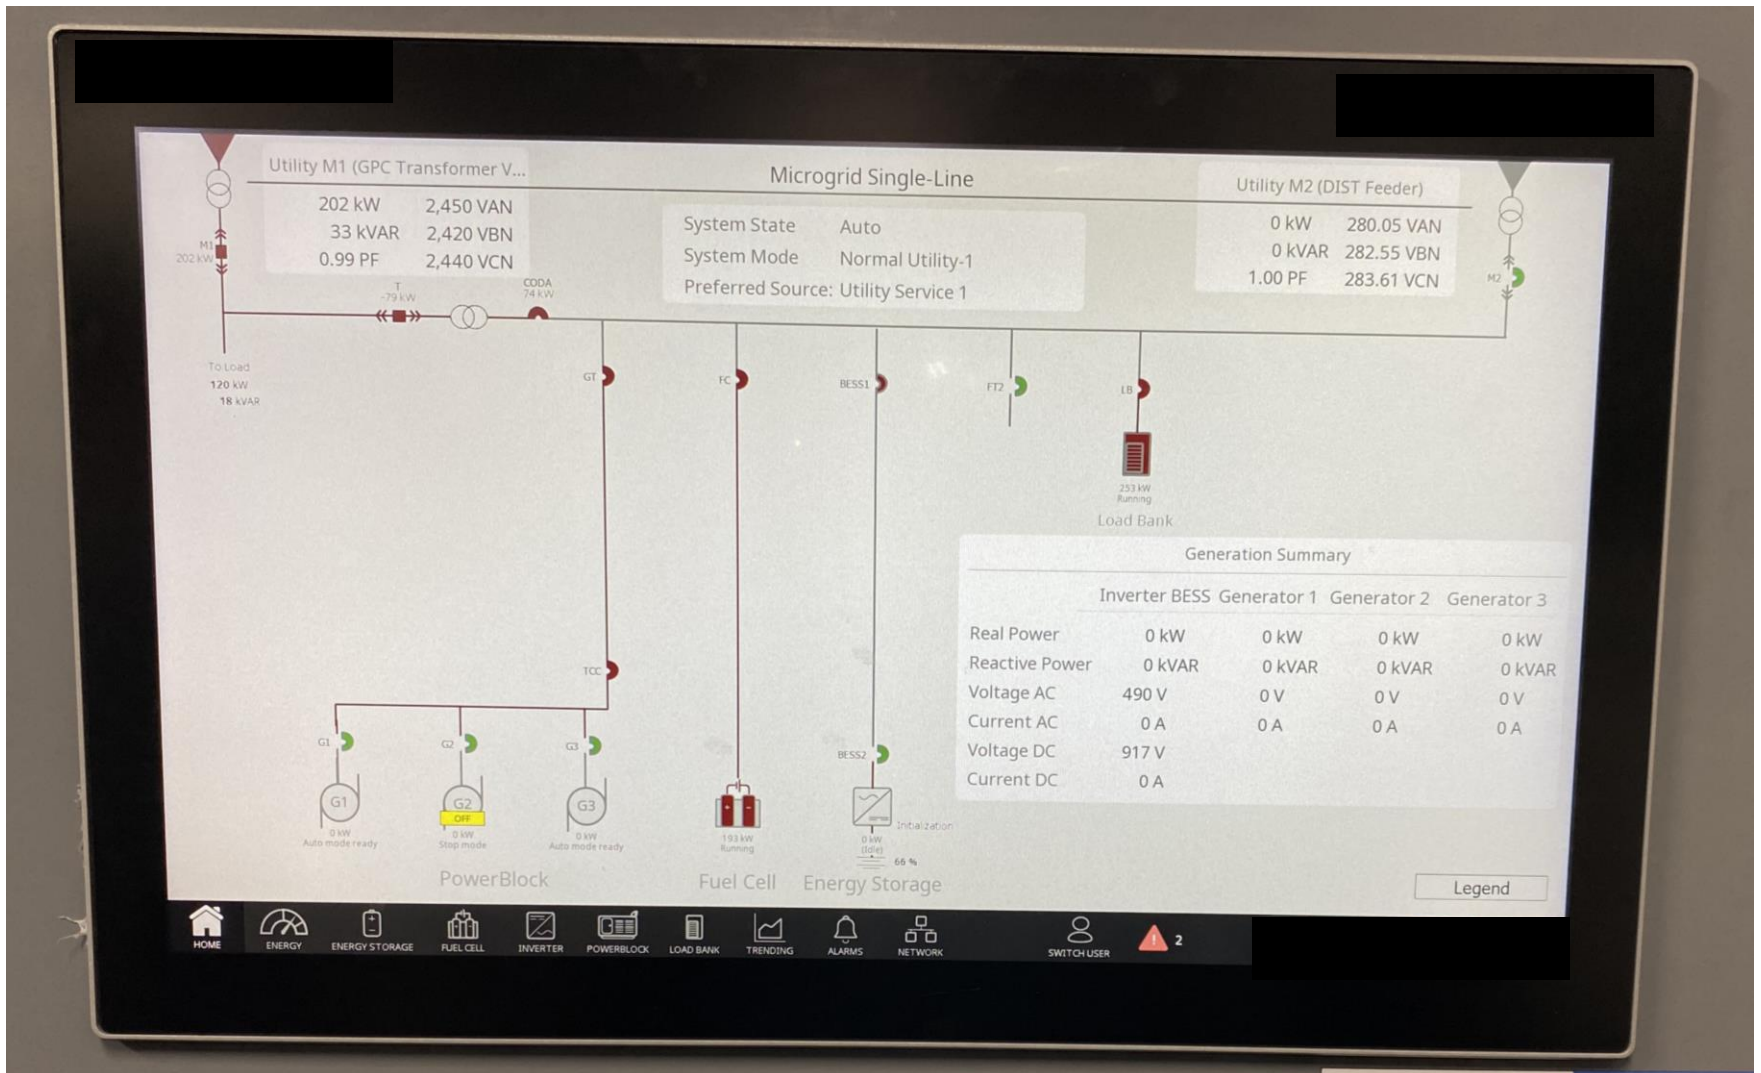 Microgrid Single-Line
Utility M1 (GPC Transformer V...
202 kW 2,450 VAN
33 kVAR 2,420 VBN
0.99 PF 2,440 VCN
System State Auto
System Mode Normal Utility-1
Preferred Source: Utility Service 1
Utility M2 (DIST Feeder)
0 kW 280.05 VAN
0 kVAR 282.55 VBN
1.00 PF 283.61 VCN
M1
202 kW
M2
T
-79 kW
CODA
74 kW
To Load
120 kW
18 kVAR
GT
FC
BESS1
FT2
LB
253 kW
Running
Load Bank
Generation Summary
Inverter BESS Generator 1 Generator 2 Generator 3
Real Power 0 kW 0 kW 0 kW 0 kW
Reactive Power 0 kVAR 0 kVAR 0 kVAR 0 kVAR
Voltage AC 490 V 0 V 0 V 0 V
Current AC 0 A 0 A 0 A 0 A
Voltage DC 917 V
Current DC 0 A
TCC
G1 G2 G3
BESS2
G1 G2 G3
OFF
0 kW 0 kW 0 kW
Auto mode ready Stop mode Auto mode ready
193 kW
Running
Initialization
0 kW
(Idle)
66 %
PowerBlock Fuel Cell Energy Storage
Legend
HOME ENERGY ENERGY STORAGE FUEL CELL INVERTER POWERBLOCK LOAD BANK TRENDING ALARMS NETWORK SWITCH USER 2